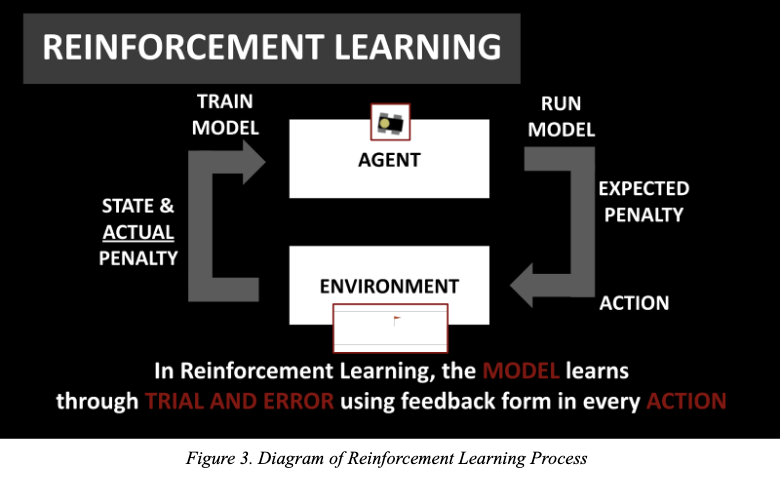 REINFORCEMENT LEARNING
TRAIN
MODEL
RUN
MODEL
AGENT
STATE &
ACTUAL
PENALTY
EXPECTED
PENALTY
ENVIRONMENT
ACTION
In Reinforcement Learning, the MODEL learns
through TRIAL AND ERROR using feedback form in every ACTION
Figure 3. Diagram of Reinforcement Learning Process